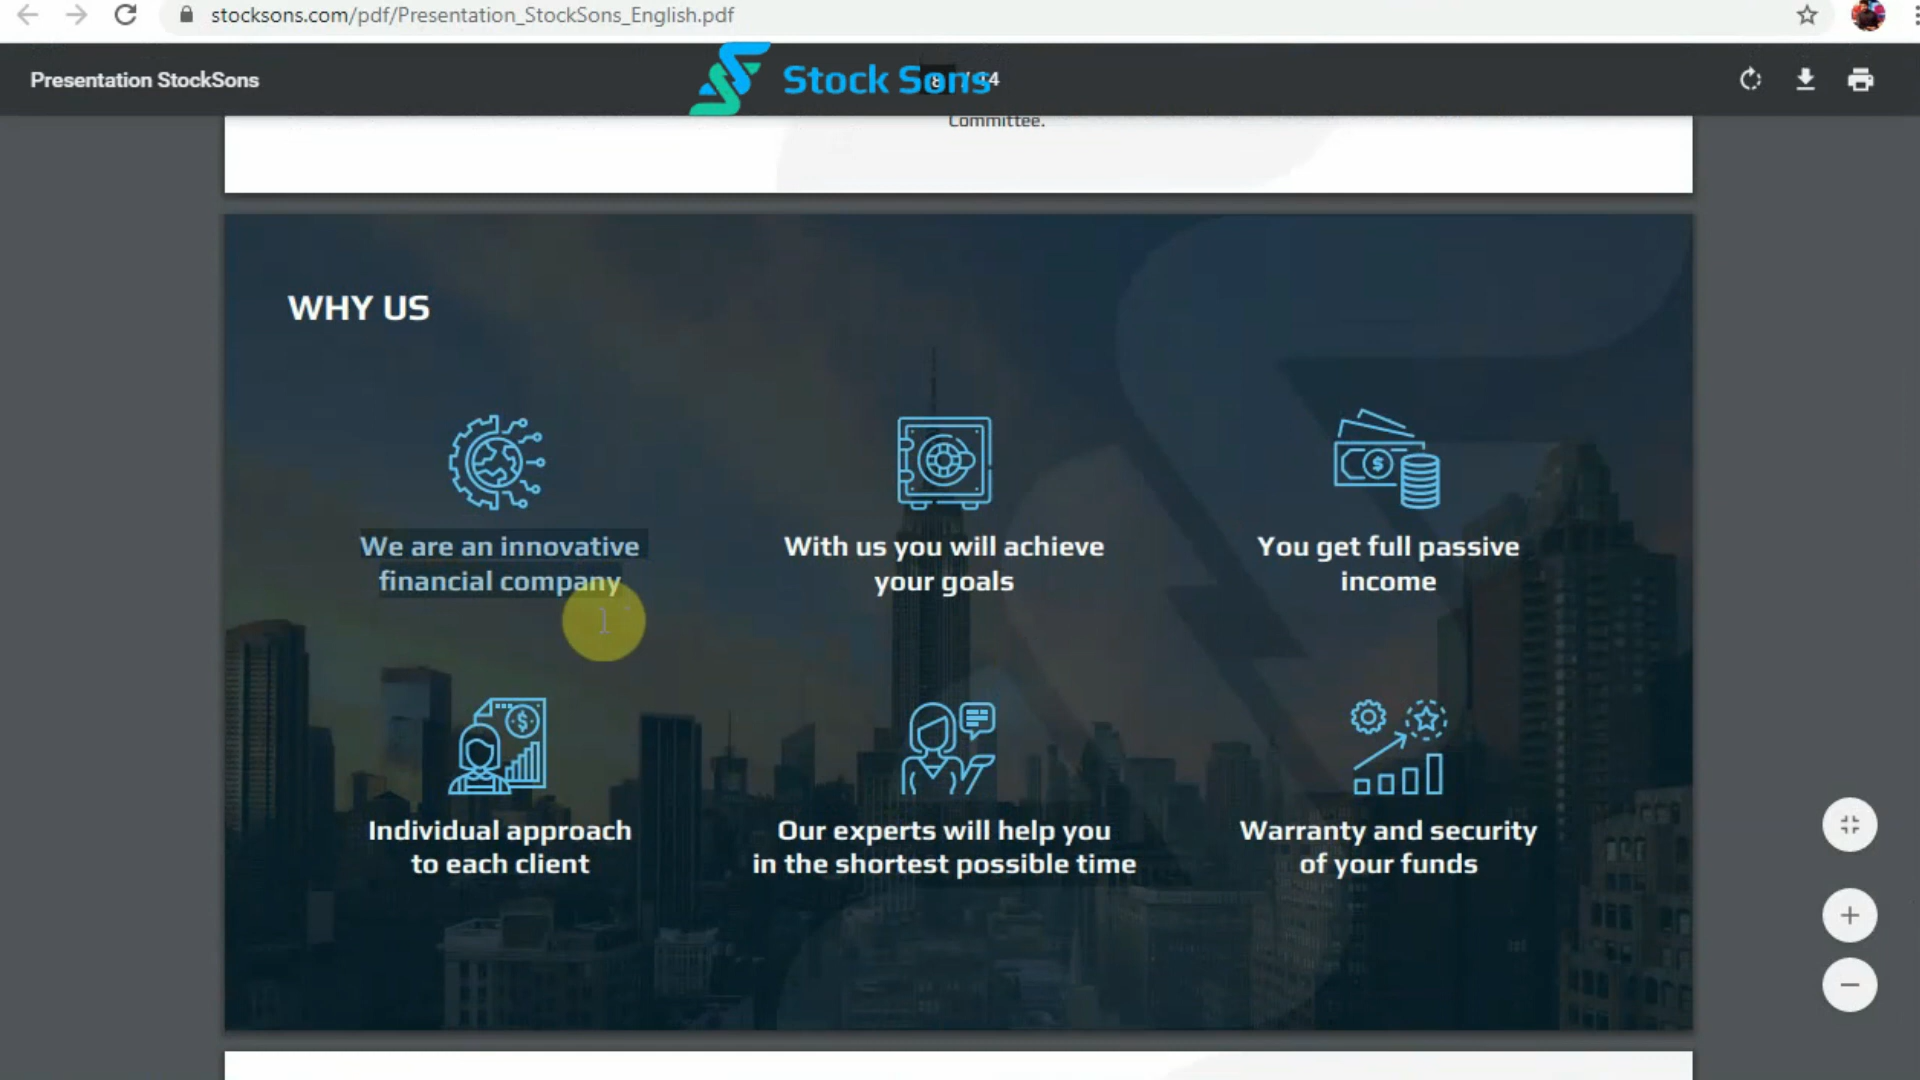 stocksons.com/pdf/Presentation_StockSons_English.pdf
Presentation StockSons
Stock Sons
8 / 14
Committee.
WHY US
We are an innovative
financial company
With us you will achieve
your goals
You get full passive
income
Individual approach
to each client
Our experts will help you
in the shortest possible time
Warranty and security
of your funds